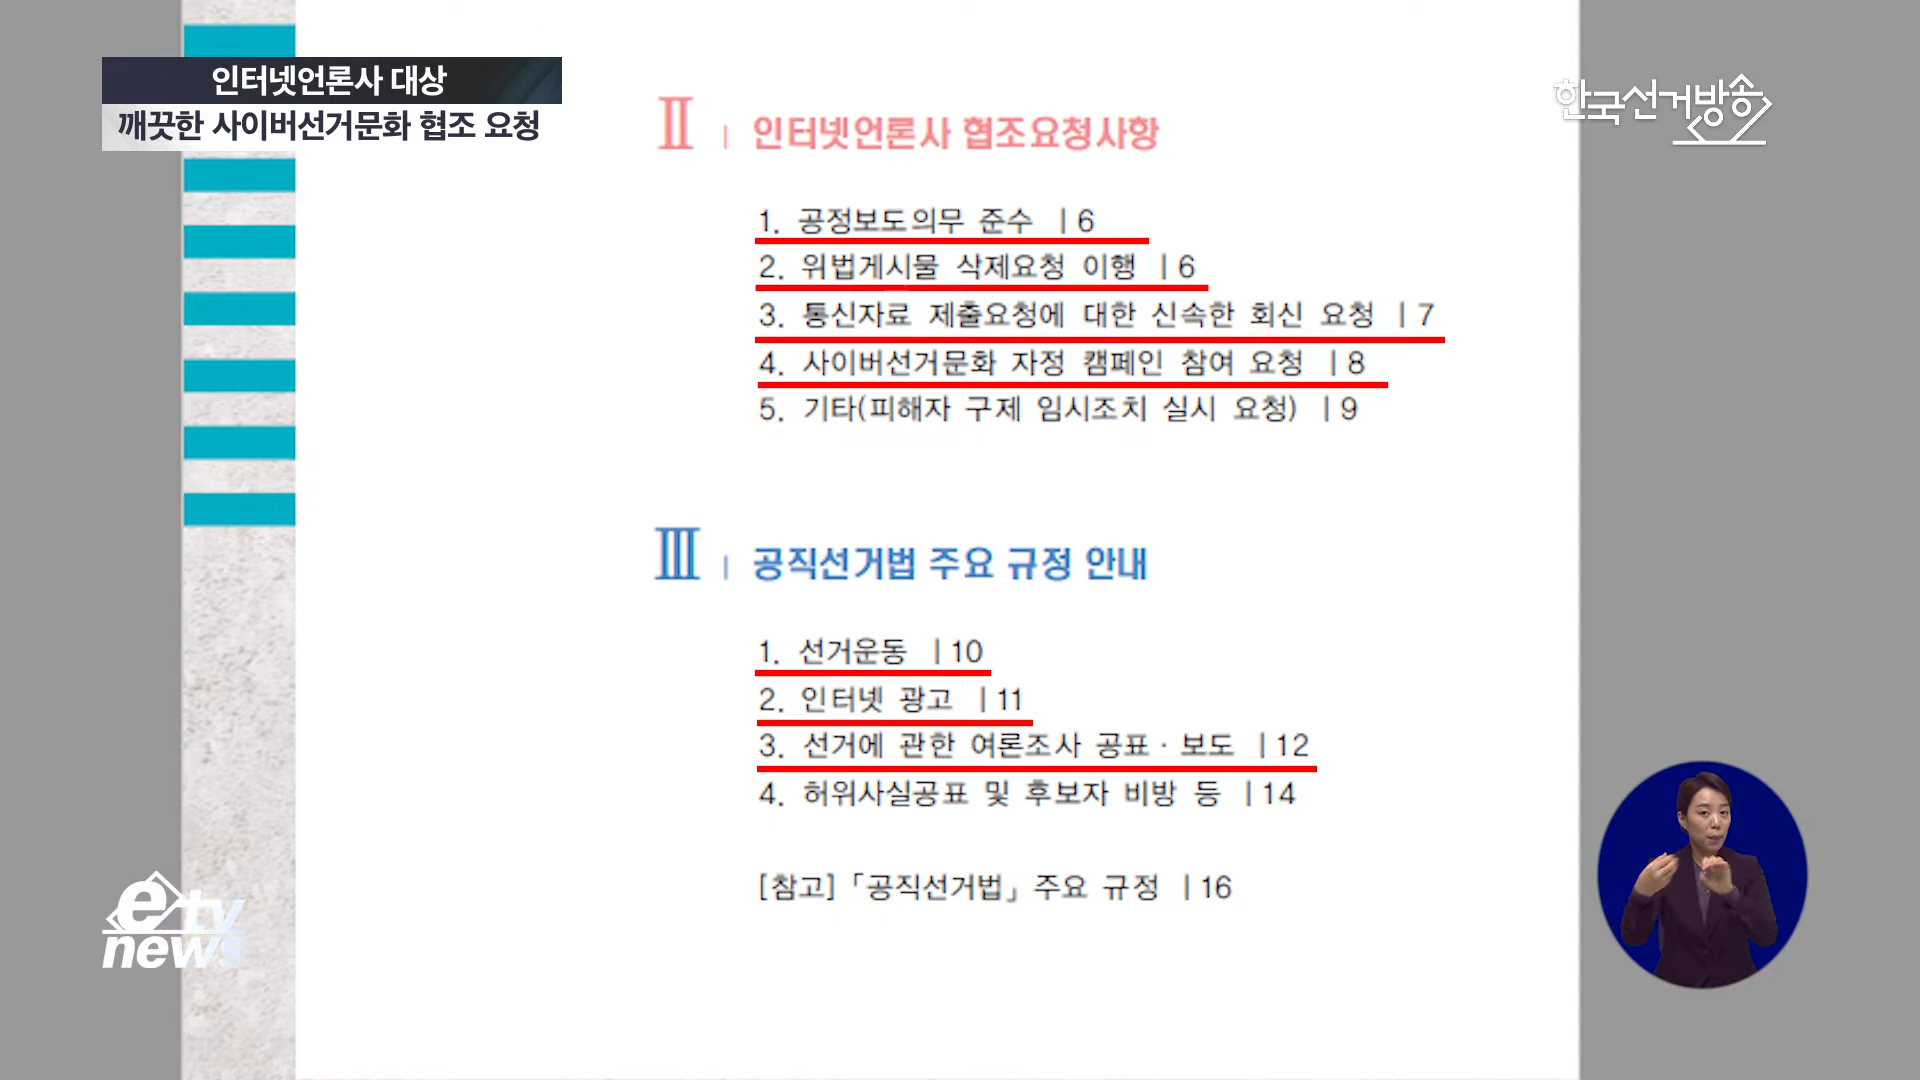 인터넷언론사 대상
깨끗한 사이버선거문화 협조 요청
한국선거방송
Ⅱ | 인터넷언론사 협조요청사항
1. 공정보도의무 준수 | 6
2. 위법게시물 삭제요청 이행 | 6
3. 통신자료 제출요청에 대한 신속한 회신 요청 | 7
4. 사이버선거문화 자정 캠페인 참여 요청 | 8
5. 기타(피해자 구제 임시조치 실시 요청) | 9
Ⅲ | 공직선거법 주요 규정 안내
1. 선거운동 | 10
2. 인터넷 광고 | 11
3. 선거에 관한 여론조사 공표·보도 | 12
4. 허위사실공표 및 후보자 비방 등 | 14
[참고]「공직선거법」주요 규정 | 16
etv
news